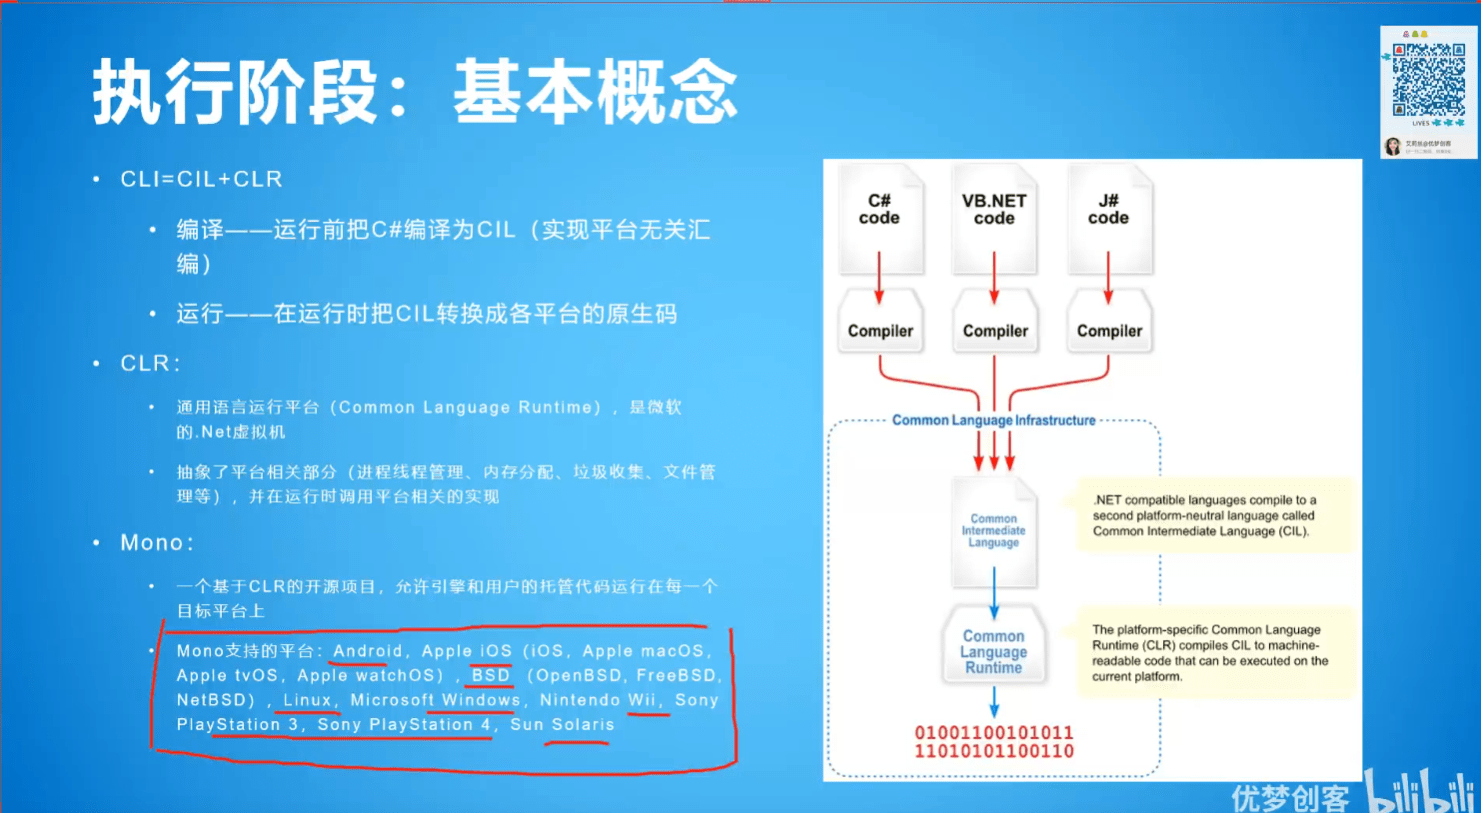 执行阶段：基本概念
• CLI=CIL+CLR
• 编译——运行前把C#编译为CIL（实现平台无关汇
编）
• 运行——在运行时把CIL转换成各平台的原生码
• CLR：
• 通用语言运行平台（Common Language Runtime），是微软
的.Net虚拟机
• 抽象了平台相关部分（进程线程管理、内存分配、垃圾收集、文件管
理等），并在运行时调用平台相关的实现
• Mono：
• 一个基于CLR的开源项目，允许引擎和用户的托管代码运行在每一个
目标平台上
• Mono支持的平台：Android，Apple iOS（iOS，Apple macOS，
Apple tvOS，Apple watchOS），BSD （OpenBSD，FreeBSD，
NetBSD），Linux，Microsoft Windows，Nintendo Wii，Sony
PlayStation 3，Sony PlayStation 4，Sun Solaris
C#
code
VB.NET
code
J#
code
Compiler
Compiler
Compiler
Common Language Infrastructure
Common
Intermediate
Language
.NET compatible languages compile to a
second platform-neutral language called
Common Intermediate Language (CIL).
Common
Language
Runtime
The platform-specific Common Language
Runtime (CLR) compiles CIL to machine-
readable code that can be executed on the
current platform.
01001100101011
11010101100110
LIVES
优梦创客 bilibili